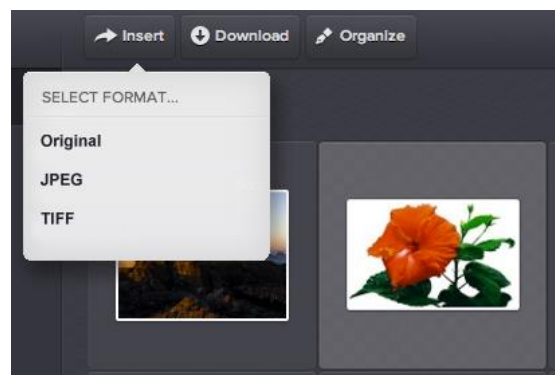 Insert
Download
Organize
SELECT FORMAT...
Original
JPEG
TIFF